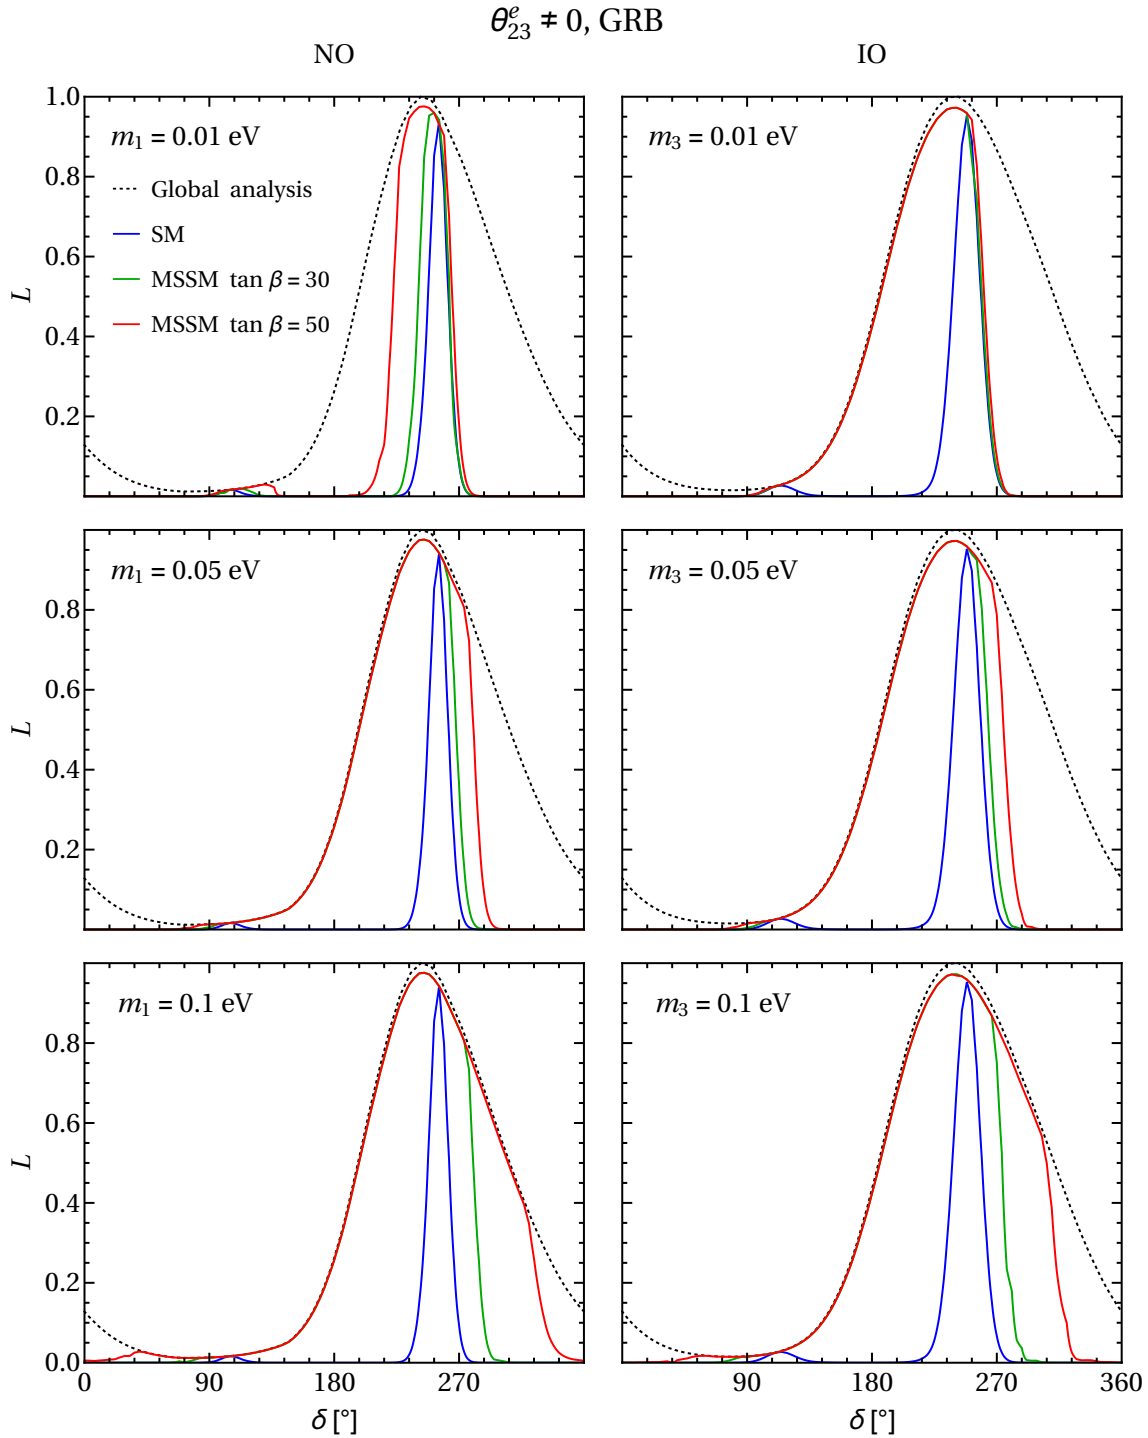 θ₂₃ᵉ ≠ 0, GRB
NO
IO
m₁ = 0.01 eV
Global analysis
SM
MSSM tan β = 30
MSSM tan β = 50
1.0
0.8
0.6
0.4
0.2
L
m₃ = 0.01 eV
m₁ = 0.05 eV
0.8
0.6
0.4
0.2
L
m₃ = 0.05 eV
m₁ = 0.1 eV
0.8
0.6
0.4
0.2
0.0
L
0
90
180
270
δ [°]
m₃ = 0.1 eV
90
180
270
360
δ [°]